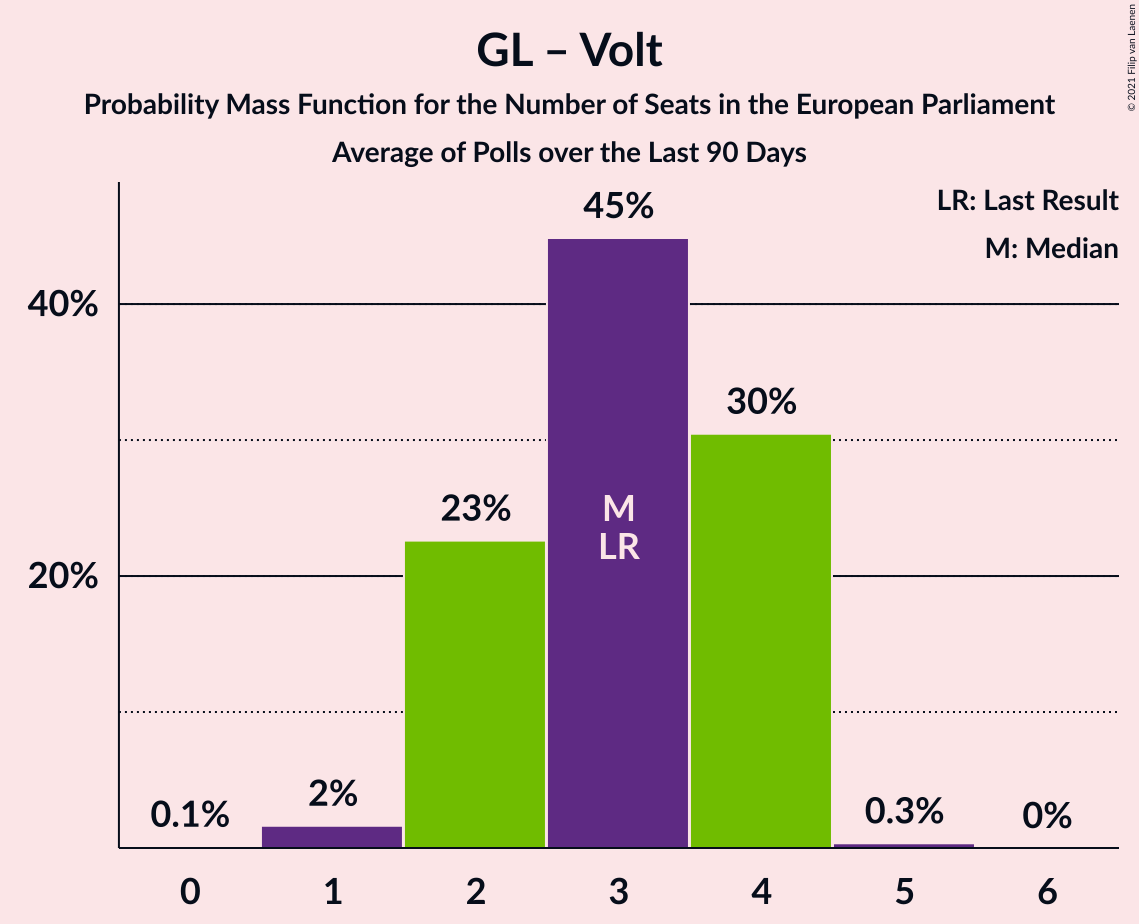 GL – Volt
Probability Mass Function for the Number of Seats in the European Parliament
Average of Polls over the Last 90 Days
© 2021 Filip van Laenen
LR: Last Result
M: Median
45%
40%
30%
23%
M
LR
20%
2%
0.1%
0.3%
0%
0 1 2 3 4 5 6